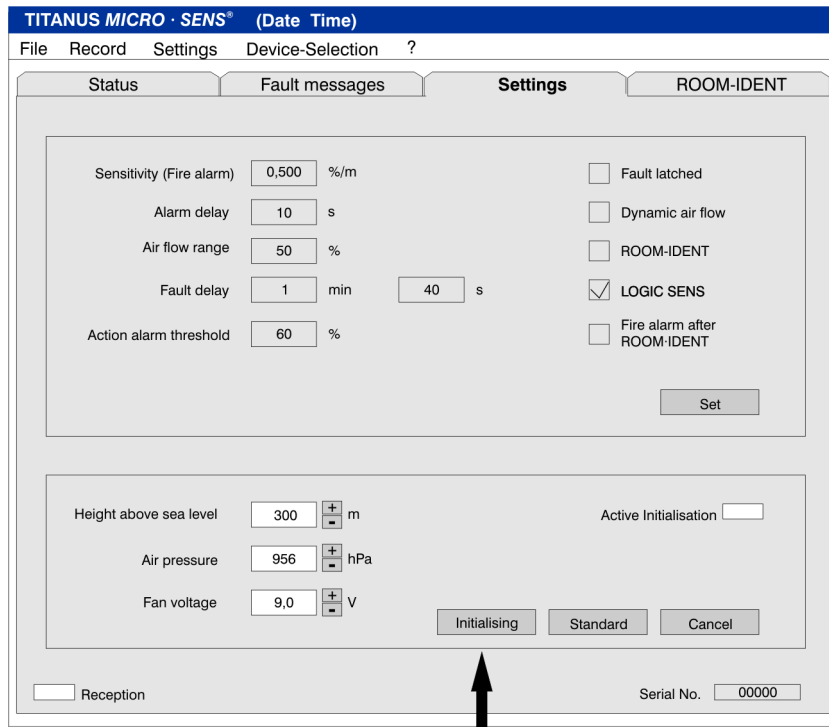 TITANUS MICRO · SENS® (Date Time)
File Record Settings Device-Selection ?
Status Fault messages Settings ROOM-IDENT
Sensitivity (Fire alarm) 0,500 %/m
Alarm delay 10 s
Air flow range 50 %
Fault delay 1 min 40 s
Action alarm threshold 60 %
Fault latched
Dynamic air flow
ROOM-IDENT
LOGIC SENS
Fire alarm after
ROOM·IDENT
Set
Height above sea level 300 + - m
Air pressure 956 + - hPa
Fan voltage 9,0 + - V
Active Initialisation
Initialising Standard Cancel
Reception
Serial No. 00000